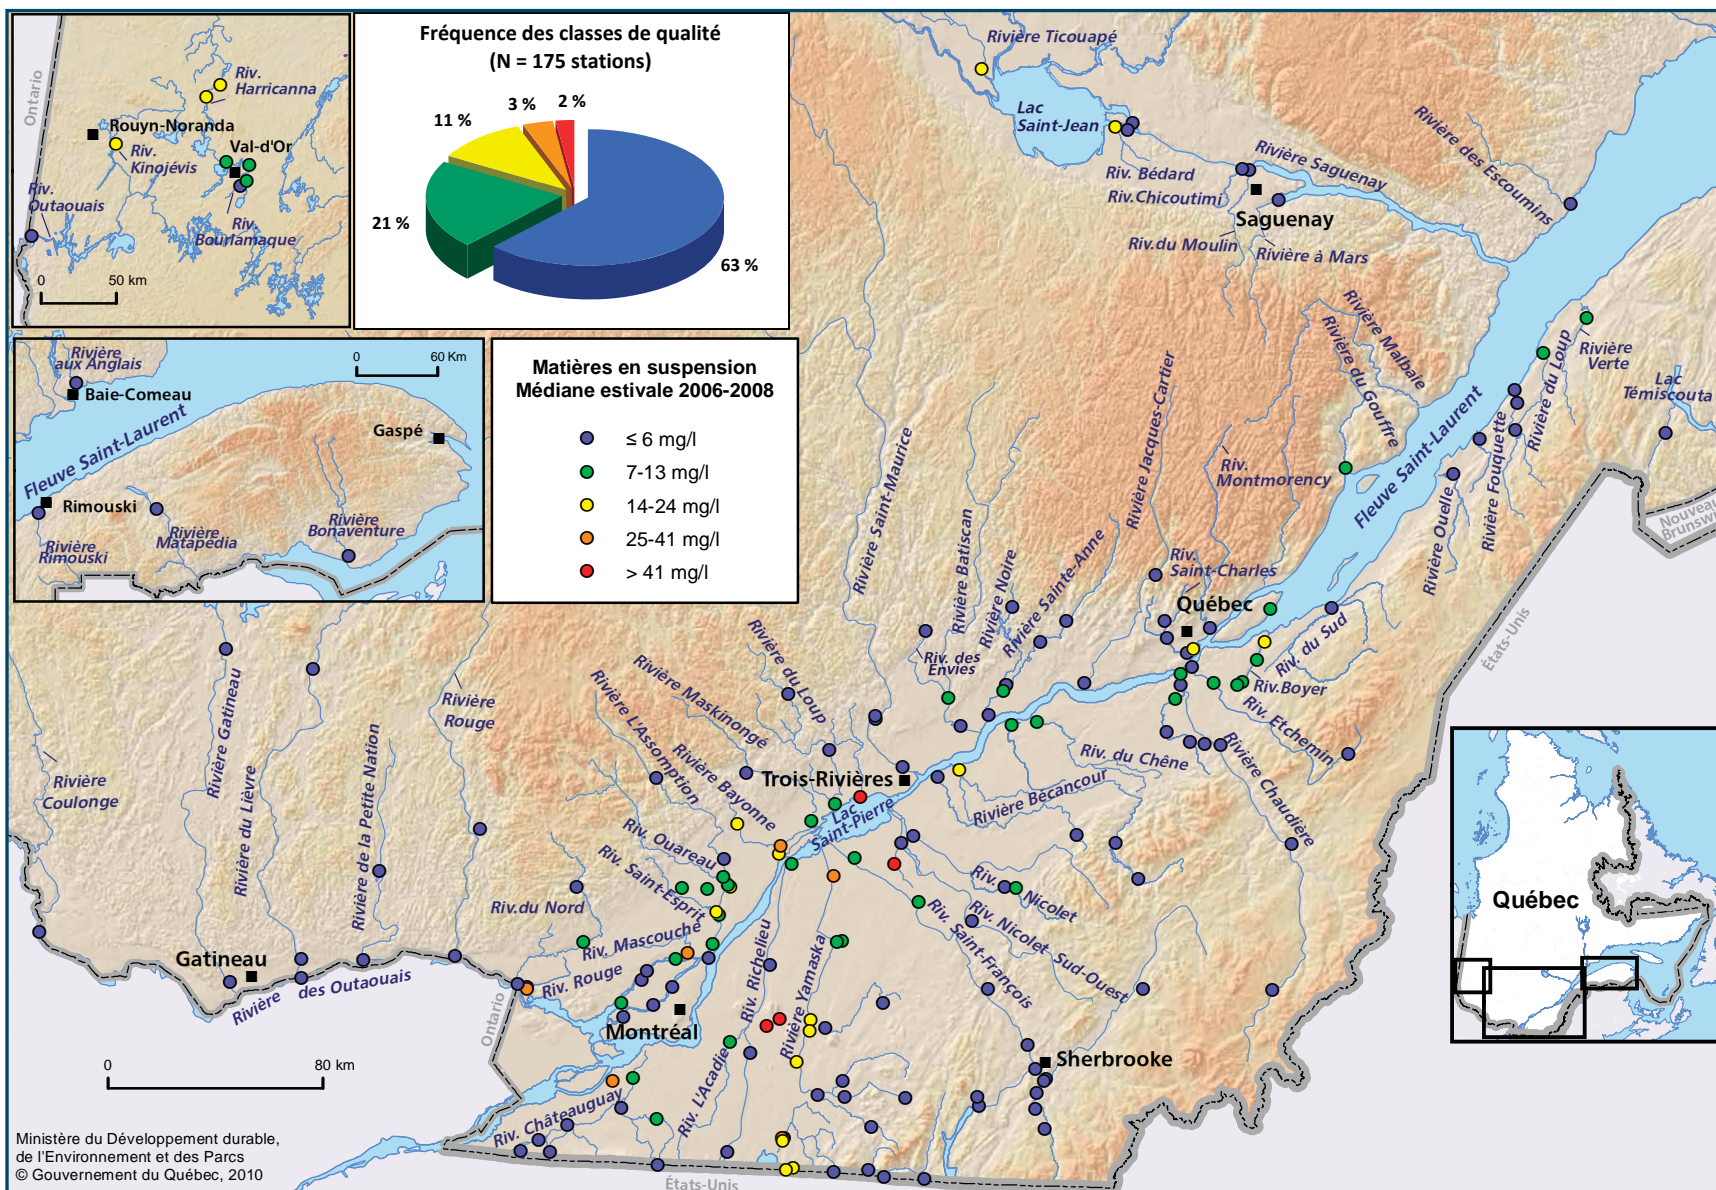 Ontario
Riv.
Harricanna
Rouyn-Noranda
Riv.
Kinojévis
Val-d'Or
Riv.
Outaouais
Riv.
Bourlamaque
0
50 km
Fréquence des classes de qualité
(N = 175 stations)
3 %
2 %
11 %
21 %
63 %
Rivière
aux Anglais
Baie-Comeau
0
60 Km
Gaspé
Fleuve Saint-Laurent
Rimouski
Rivière
Rimouski
Rivière
Matapédia
Rivière
Bonaventure
Matières en suspension
Médiane estivale 2006-2008
≤ 6 mg/l
7-13 mg/l
14-24 mg/l
25-41 mg/l
> 41 mg/l
Rivière Ticouapé
Lac
Saint-Jean
Riv. Bédard
Riv.Chicoutimi
Rivière Saguenay
Rivière des Escoumins
Saguenay
Riv.du Moulin
Rivière à Mars
Rivière Malbaie
Rivière du Gouffre
Rivière
Verte
Rivière du Loup
Lac
Témiscouta
Rivière Fouquette
Rivière Ouelle
Fleuve Saint-Laurent
Nouveau
Brunswi
États-Unis
Rivière Saint-Maurice
Rivière Jacques-Cartier
Riv.
Montmorency
Rivière Batiscan
Rivière Noire
Rivière Sainte-Anne
Riv.
Saint-Charles
Québec
Riv. des
Envies
Riv. du Sud
Riv.Boyer
Riv. Etchemin
Rivière Chaudière
Riv. du Chêne
Rivière Bécancour
Rivière du Loup
Rivière Maskinongé
Rivière L'Assomption
Rivière Bayonne
Trois-Rivières
Lac
Saint-Pierre
Rivière Gatineau
Rivière du Lièvre
Rivière de la Petite Nation
Rivière
Rouge
Rivière
Coulonge
Riv. Ouareau
Riv. Saint-Esprit
Riv.du Nord
Riv. Mascouche
Riv. Rouge
Gatineau
Rivière des Outaouais
Ontario
Montréal
Riv. Richelieu
Rivière Yamaska
Riv. L'Acadie
Riv. Châteauguay
Riv. Nicolet
Riv. Nicolet Sud-Ouest
Riv. Saint-François
Sherbrooke
Québec
0
80 km
Ministère du Développement durable,
de l'Environnement et des Parcs
© Gouvernement du Québec, 2010
États-Unis